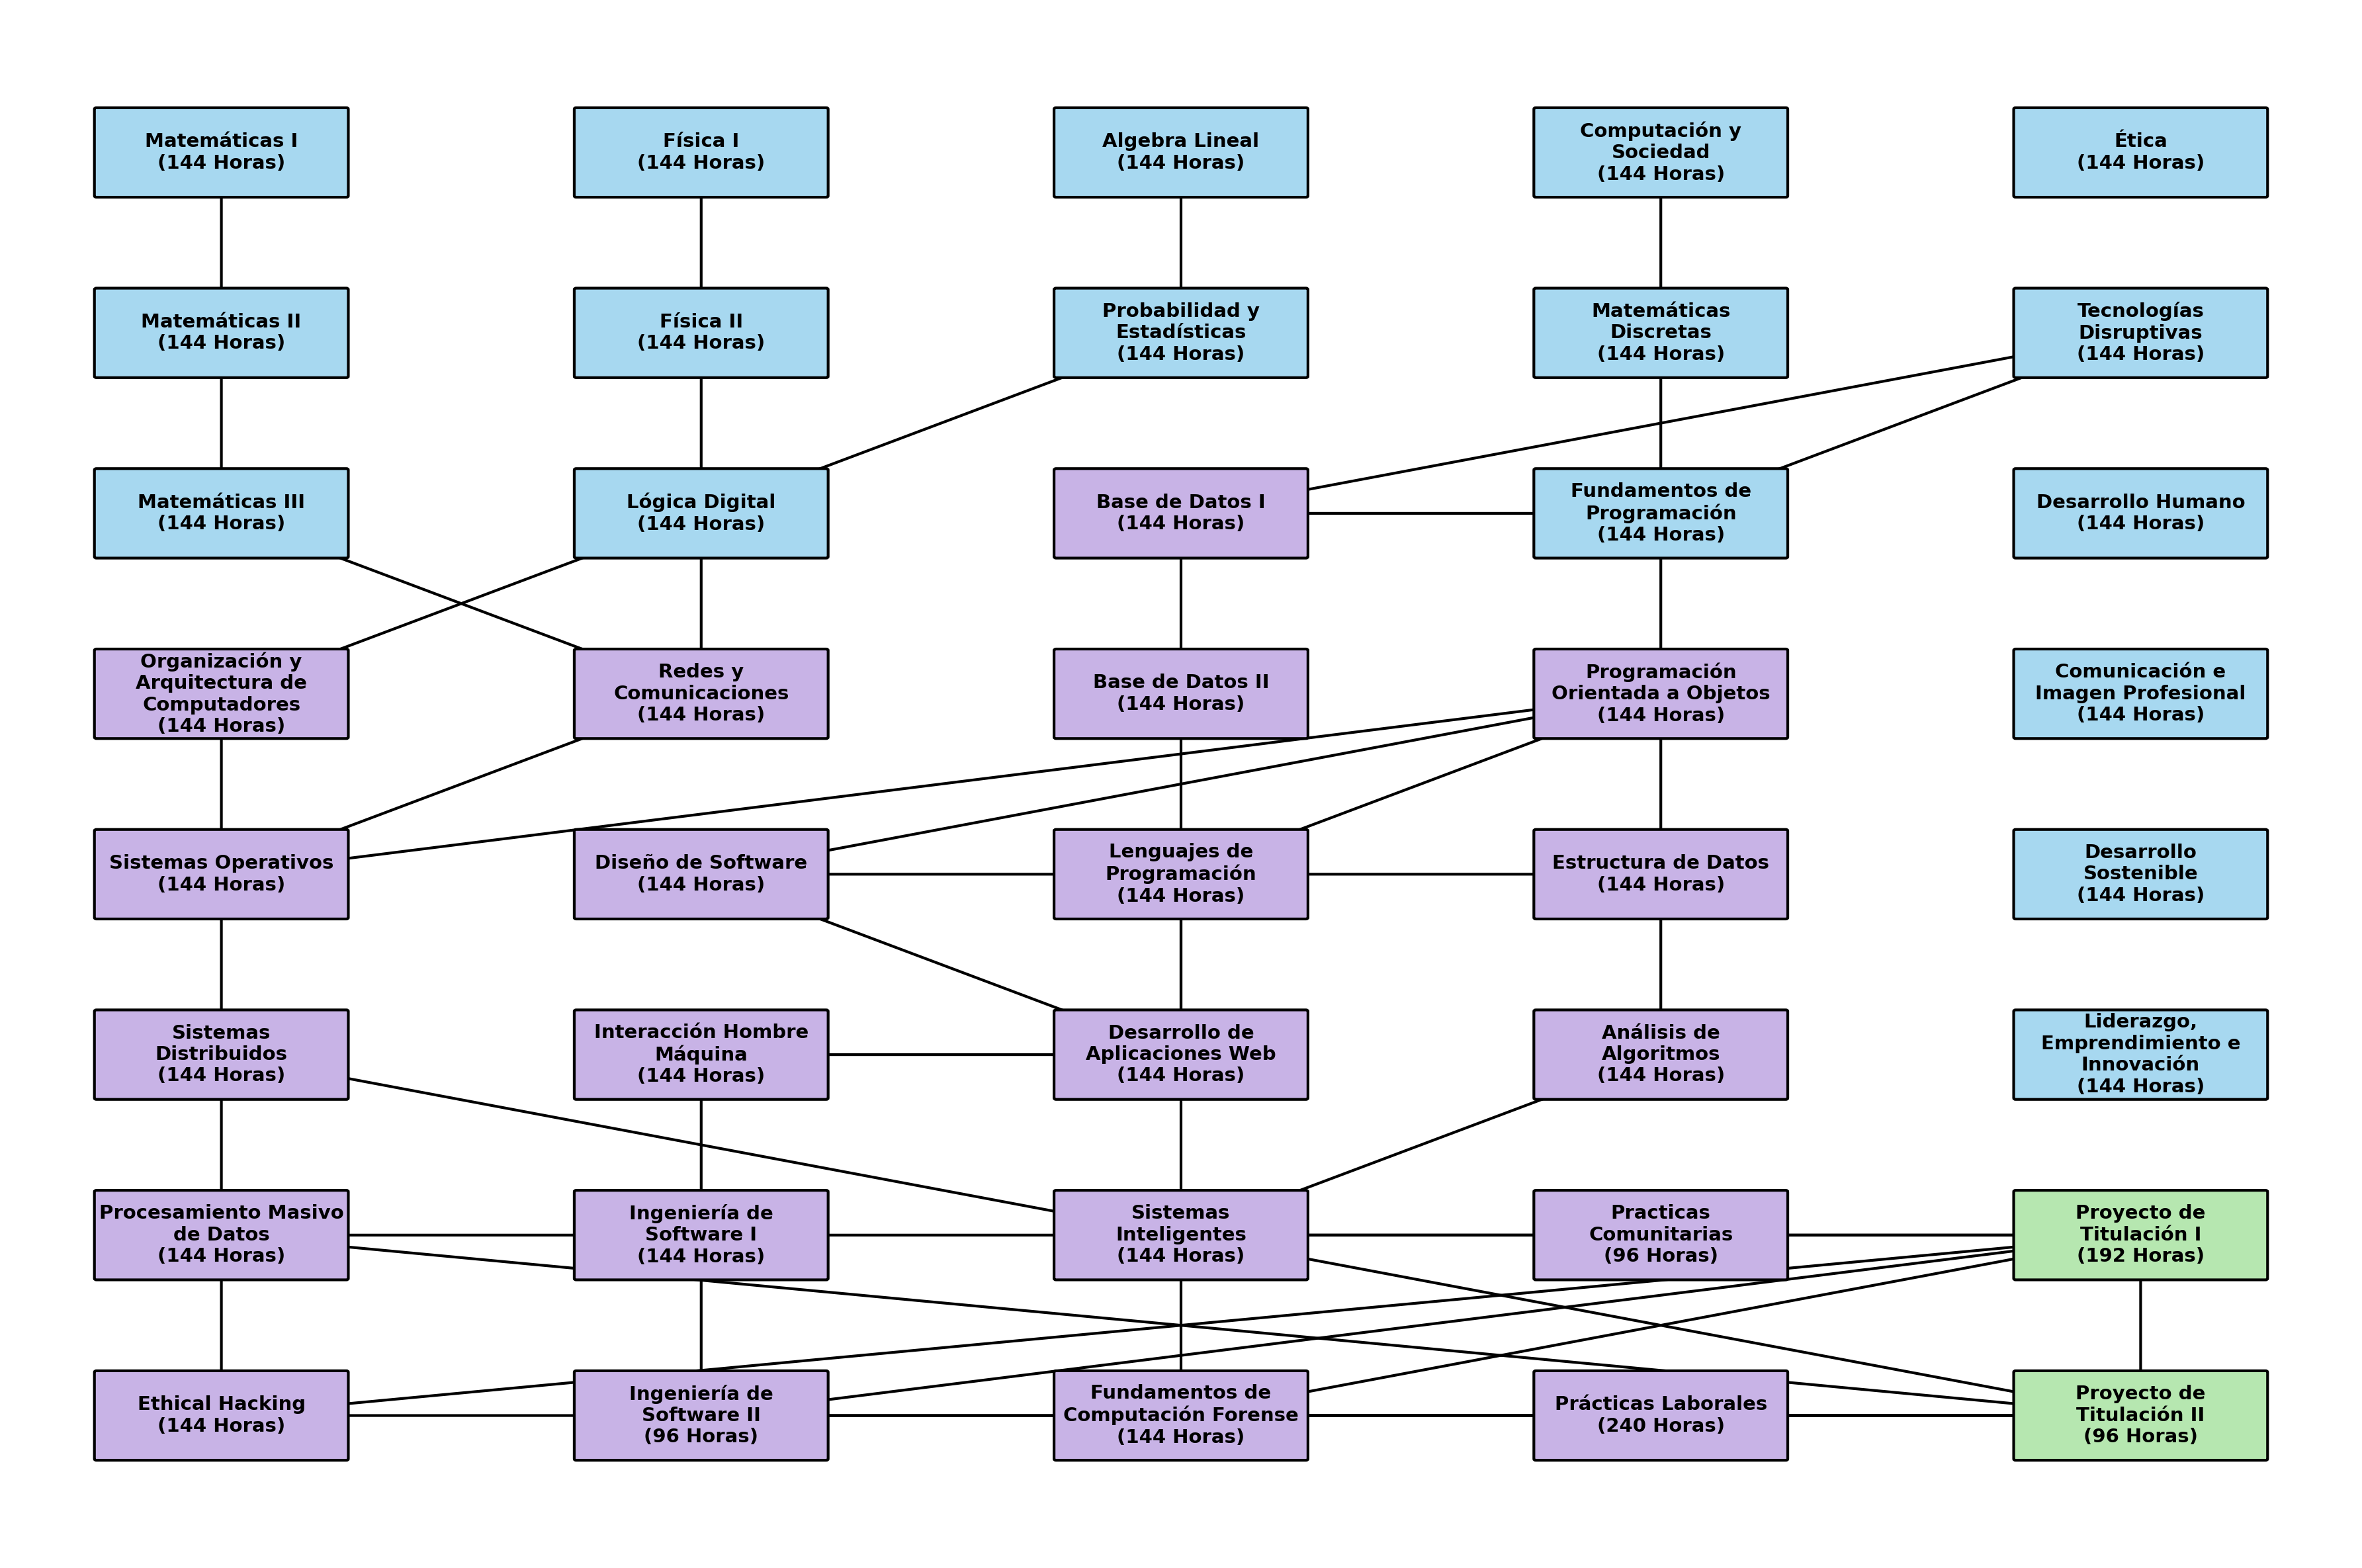 Matemáticas I
(144 Horas)
Física I
(144 Horas)
Algebra Lineal
(144 Horas)
Computación y
Sociedad
(144 Horas)
Ética
(144 Horas)
Matemáticas II
(144 Horas)
Física II
(144 Horas)
Probabilidad y
Estadísticas
(144 Horas)
Matemáticas
Discretas
(144 Horas)
Tecnologías
Disruptivas
(144 Horas)
Matemáticas III
(144 Horas)
Lógica Digital
(144 Horas)
Base de Datos I
(144 Horas)
Fundamentos de
Programación
(144 Horas)
Desarrollo Humano
(144 Horas)
Organización y
Arquitectura de
Computadores
(144 Horas)
Redes y
Comunicaciones
(144 Horas)
Base de Datos II
(144 Horas)
Programación
Orientada a Objetos
(144 Horas)
Comunicación e
Imagen Profesional
(144 Horas)
Sistemas Operativos
(144 Horas)
Diseño de Software
(144 Horas)
Lenguajes de
Programación
(144 Horas)
Estructura de Datos
(144 Horas)
Desarrollo
Sostenible
(144 Horas)
Sistemas
Distribuidos
(144 Horas)
Interacción Hombre
Máquina
(144 Horas)
Desarrollo de
Aplicaciones Web
(144 Horas)
Análisis de
Algoritmos
(144 Horas)
Liderazgo,
Emprendimiento e
Innovación
(144 Horas)
Procesamiento Masivo
de Datos
(144 Horas)
Ingeniería de
Software I
(144 Horas)
Sistemas
Inteligentes
(144 Horas)
Practicas
Comunitarias
(96 Horas)
Proyecto de
Titulación I
(192 Horas)
Ethical Hacking
(144 Horas)
Ingeniería de
Software II
(96 Horas)
Fundamentos de
Computación Forense
(144 Horas)
Prácticas Laborales
(240 Horas)
Proyecto de
Titulación II
(96 Horas)